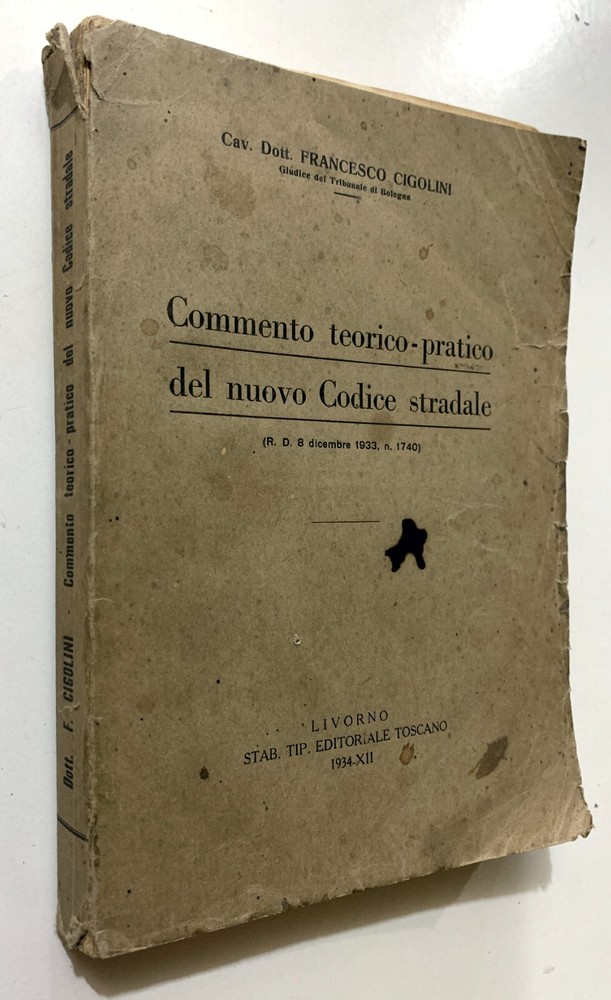 Cav. Dott. FRANCESCO CIGOLINI
Giudice del Tribunale di Bologna
Commento teorico-pratico
del nuovo Codice stradale
(R. D. 8 dicembre 1933, n. 1740)
LIVORNO
STAB. TIP. EDITORIALE TOSCANO
1934-XII
Dott. F. CIGOLINI - Commento teorico-pratico del nuovo Codice stradale